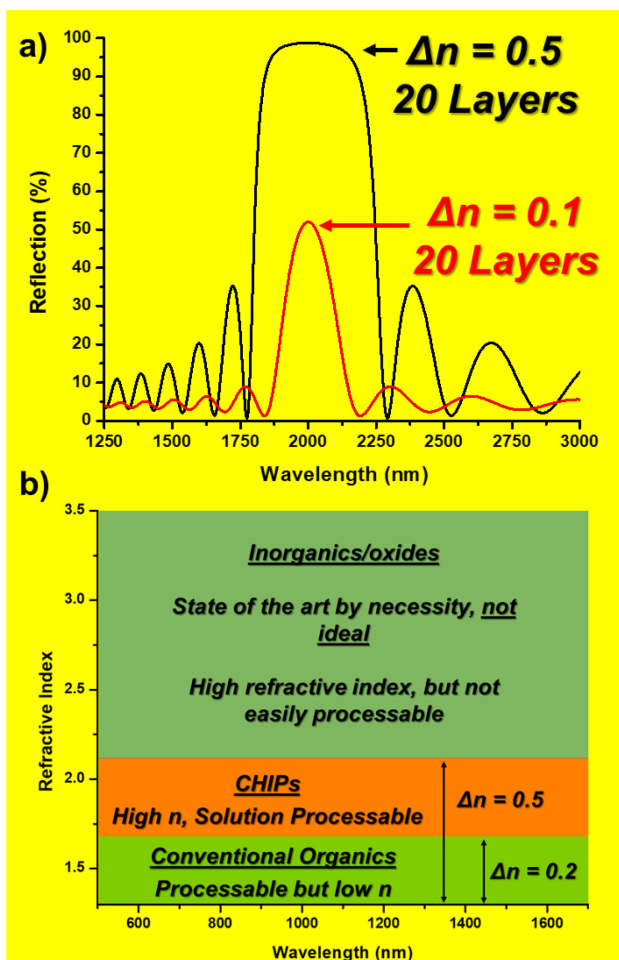 a)
Δn = 0.5
20 Layers
Δn = 0.1
20 Layers
Reflection (%)
100
90
80
70
60
50
40
30
20
10
0
1250 1500 1750 2000 2250 2500 2750 3000
Wavelength (nm)
b)
Refractive Index
3.5
3.0
2.5
2.0
1.5
Inorganics/oxides
State of the art by necessity, not
ideal
High refractive index, but not
easily processable
CHIPs
High n, Solution Processable
Δn = 0.5
Conventional Organics
Processable but low n
Δn = 0.2
600 800 1000 1200 1400 1600
Wavelength (nm)